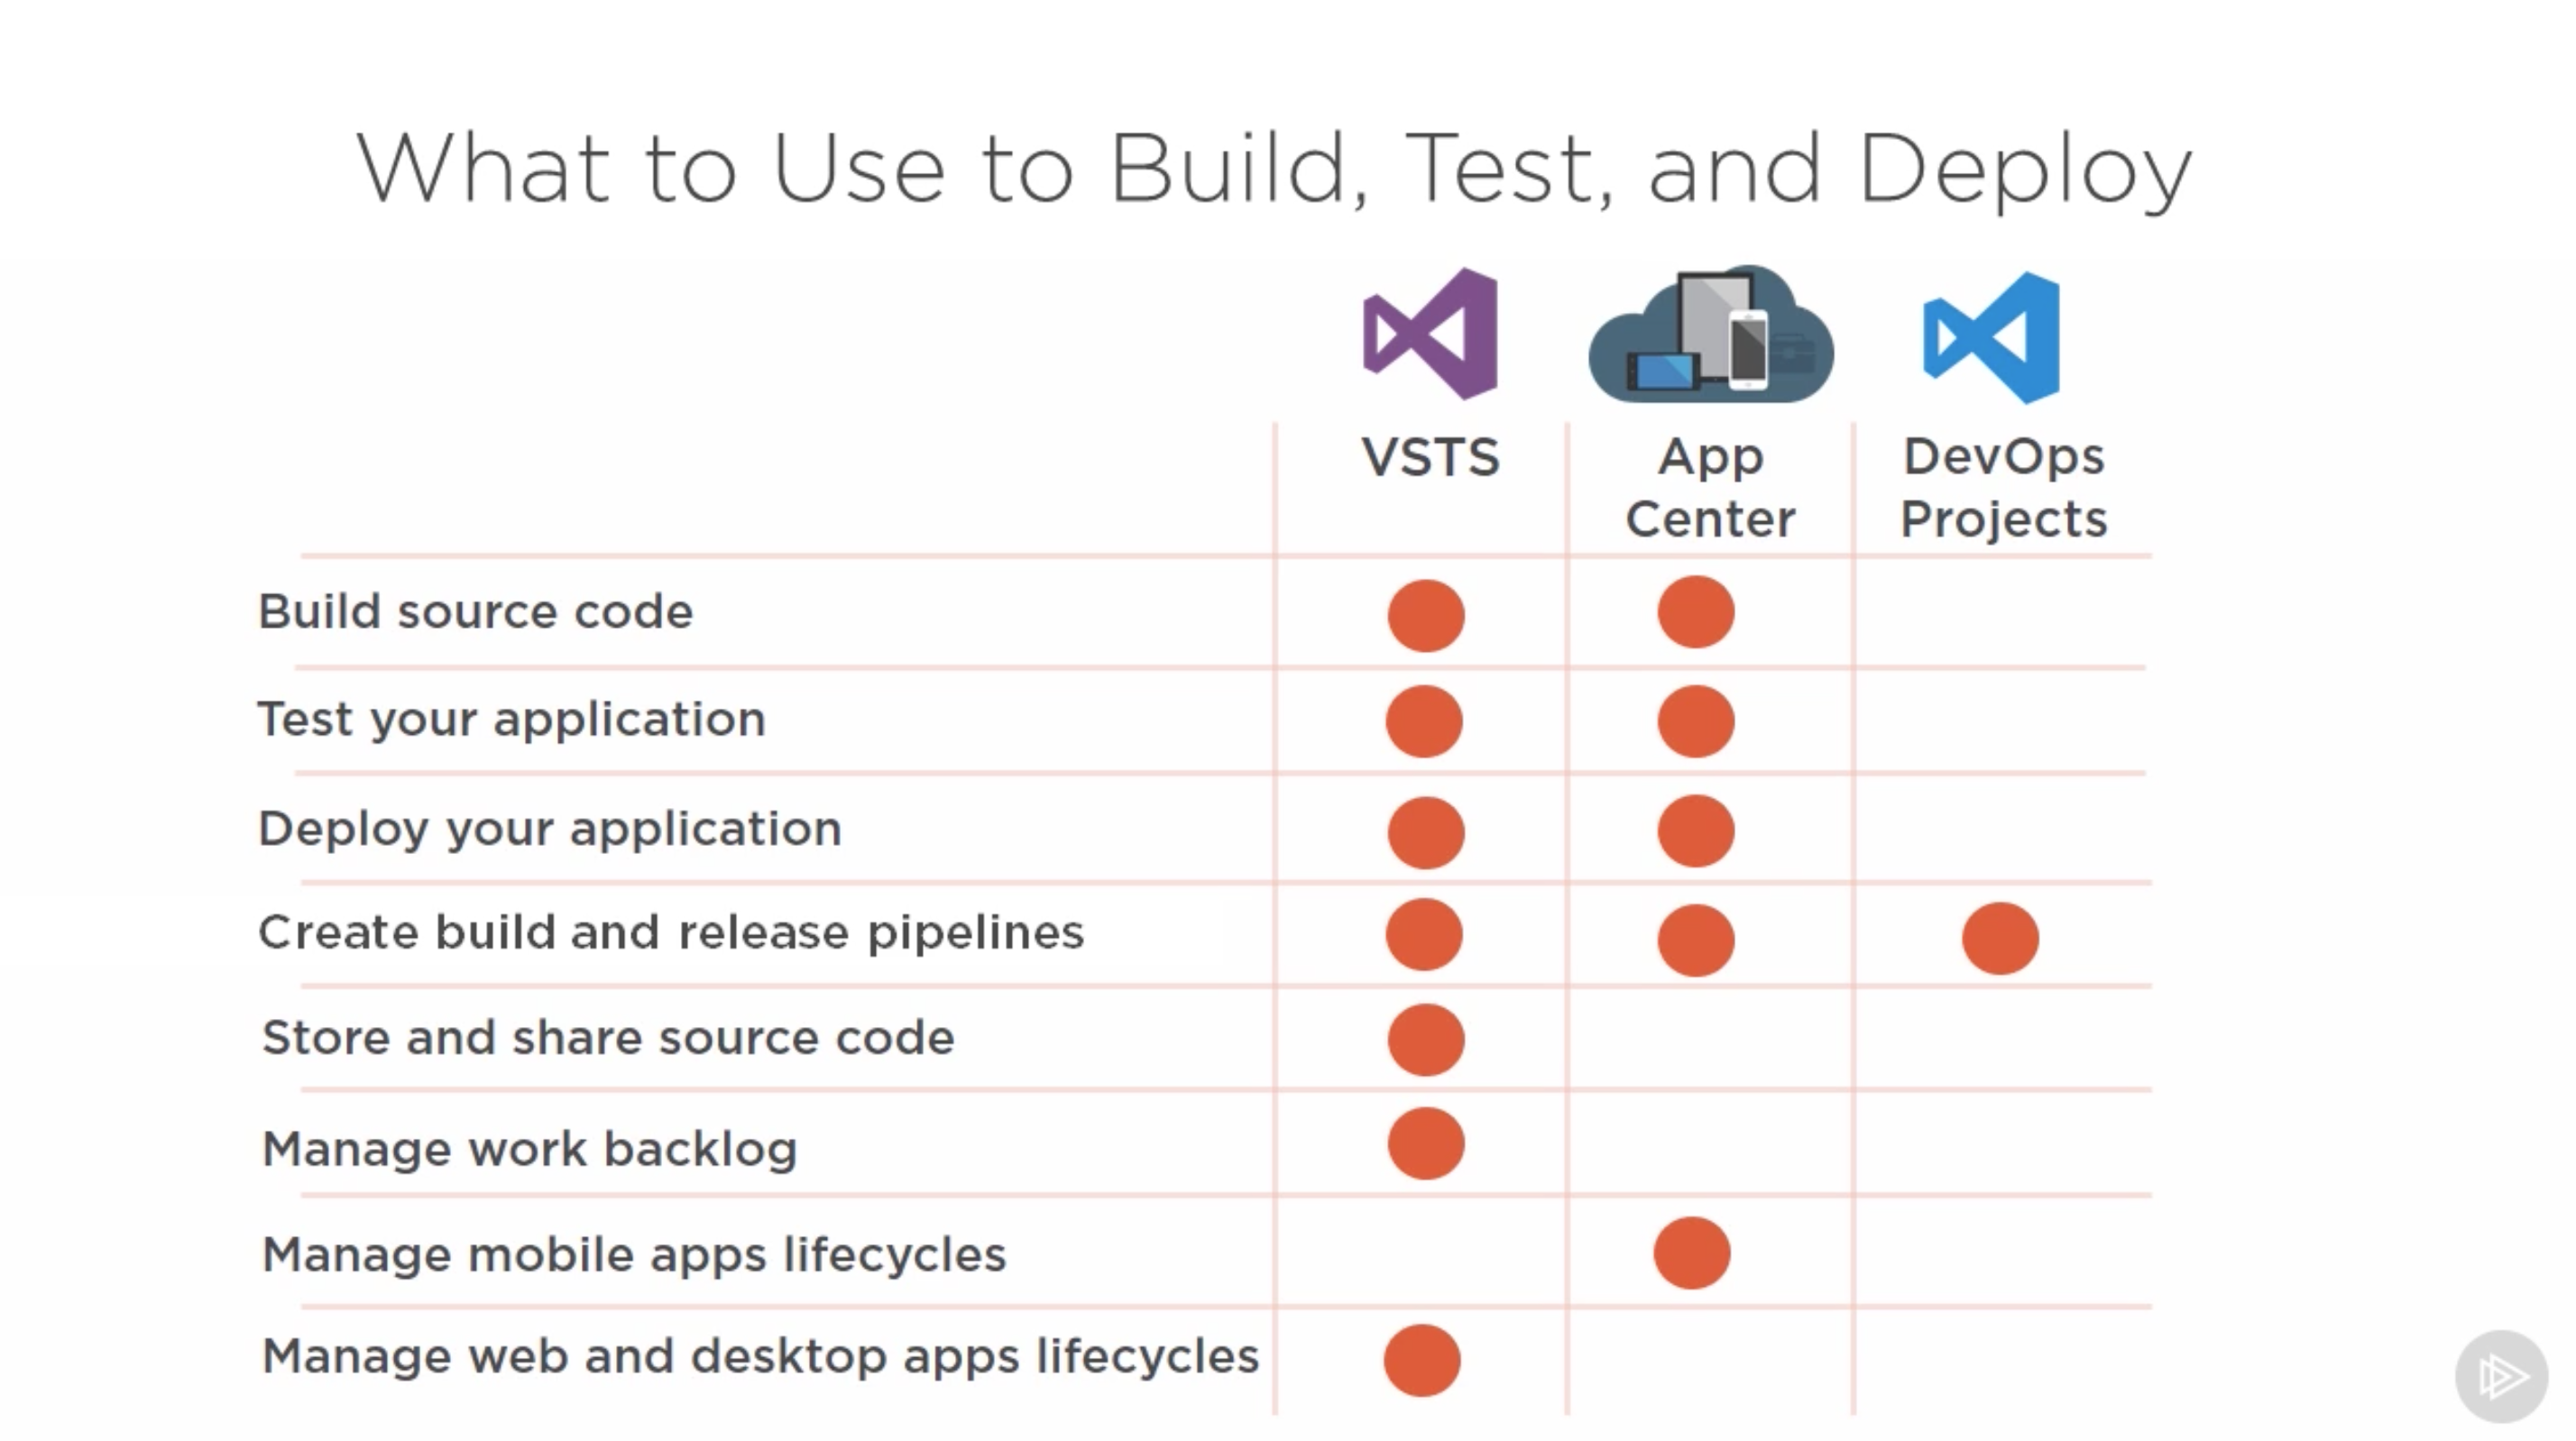 What to Use to Build, Test, and Deploy
VSTS
App
Center
DevOps
Projects
Build source code
Test your application
Deploy your application
Create build and release pipelines
Store and share source code
Manage work backlog
Manage mobile apps lifecycles
Manage web and desktop apps lifecycles